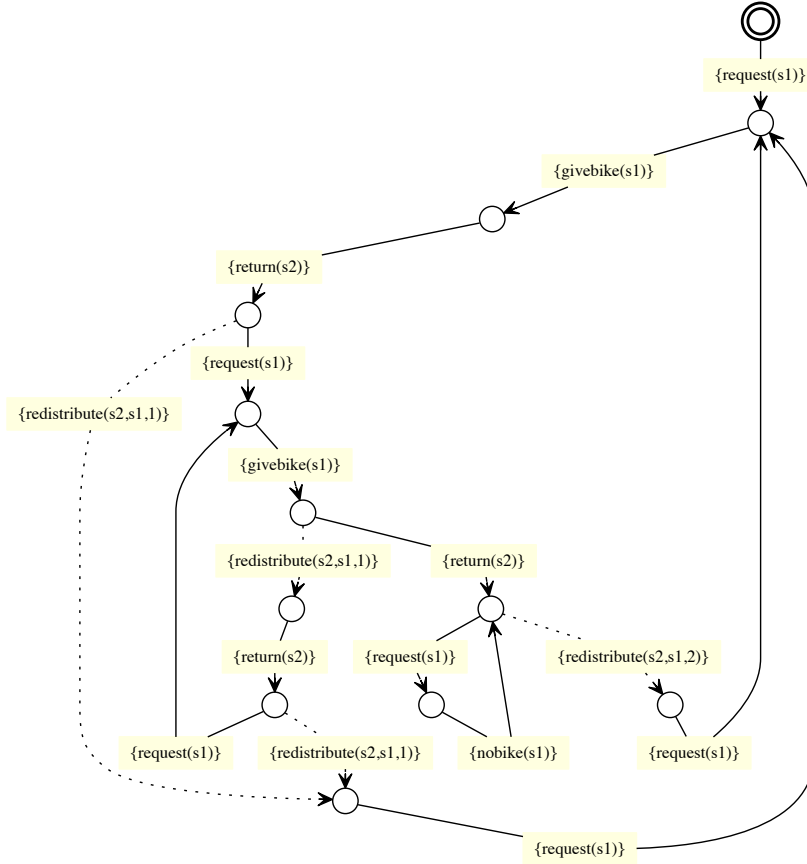 {request(s1)}
{givebike(s1)}
{return(s2)}
{request(s1)}
{redistribute(s2,s1,1)}
{givebike(s1)}
{redistribute(s2,s1,1)}
{return(s2)}
{return(s2)}
{request(s1)}
{redistribute(s2,s1,2)}
{request(s1)}
{redistribute(s2,s1,1)}
{nobike(s1)}
{request(s1)}
{request(s1)}